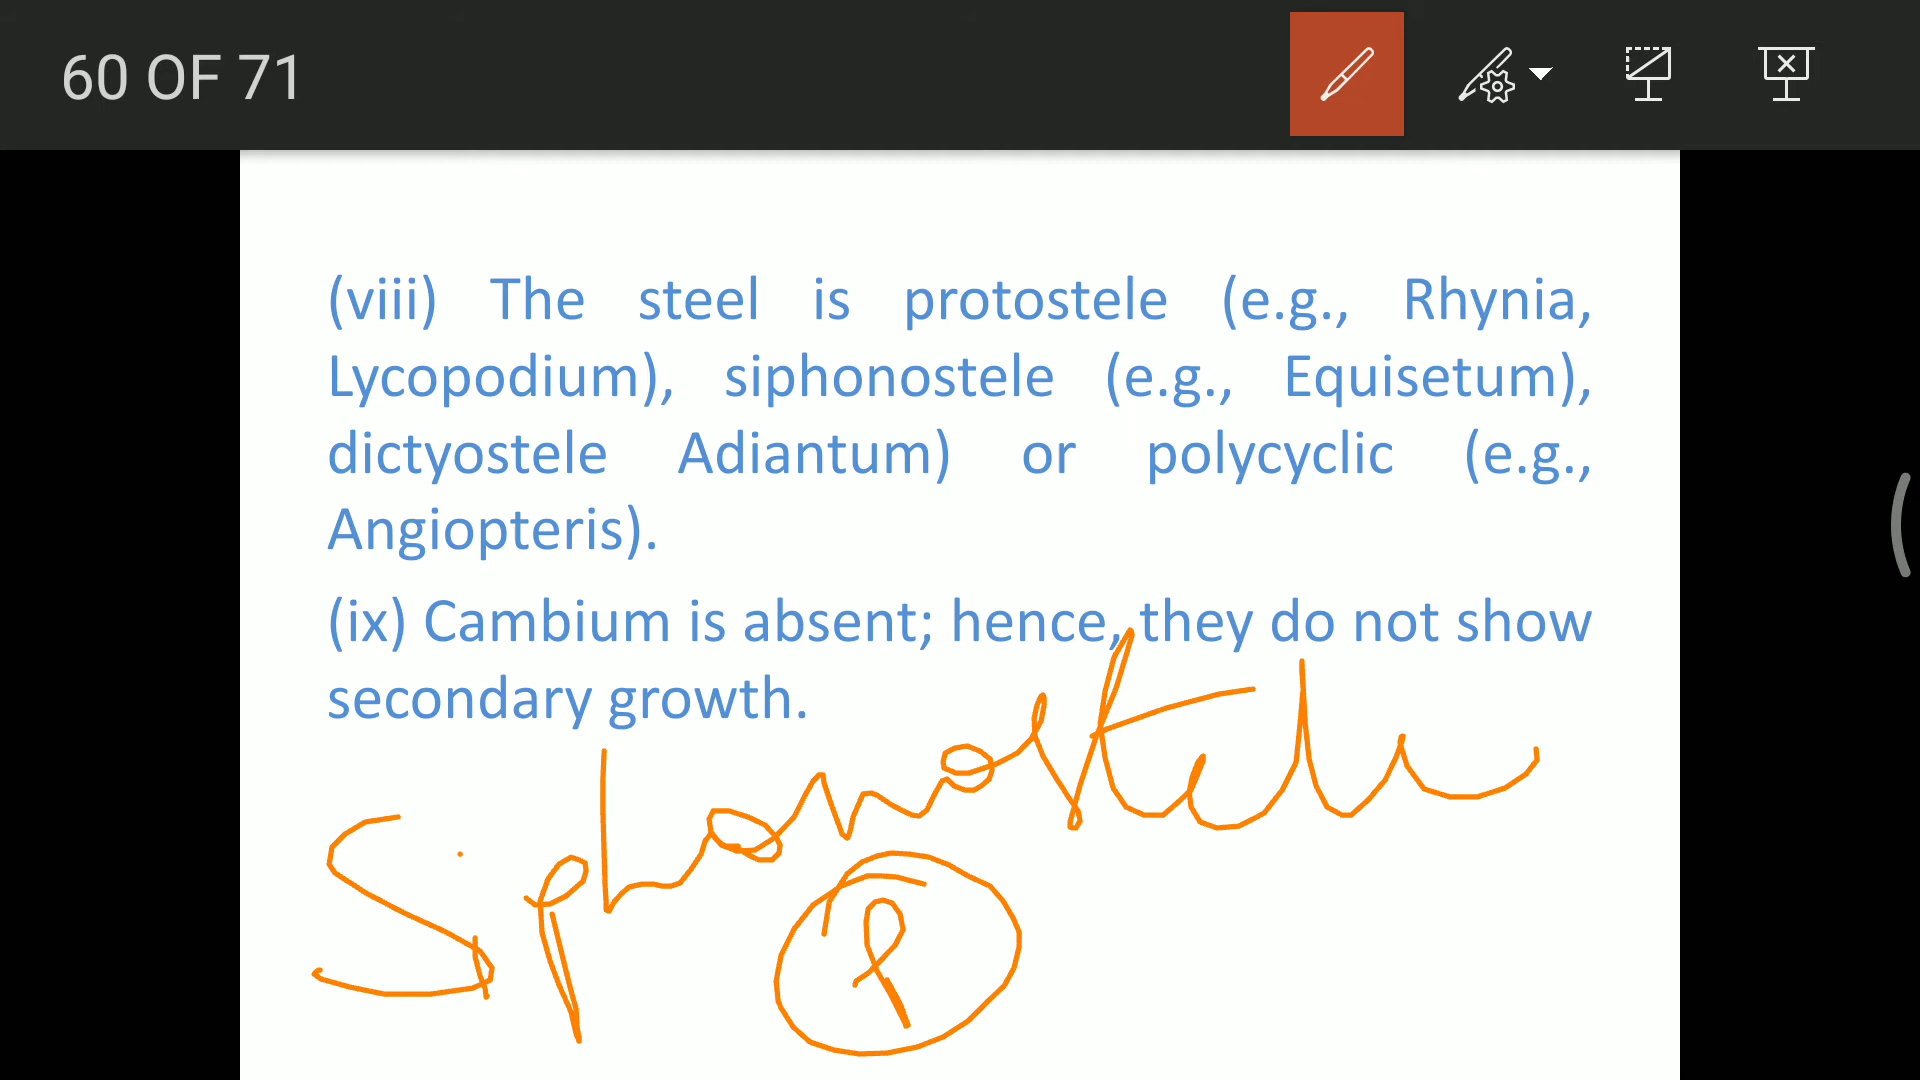 60 OF 71
(viii) The steel is protostele (e.g., Rhynia,
Lycopodium), siphonostele (e.g., Equisetum),
dictyostele Adiantum) or polycyclic (e.g.,
Angiopteris).
(ix) Cambium is absent; hence, they do not show
secondary growth.
Siphonostele
P